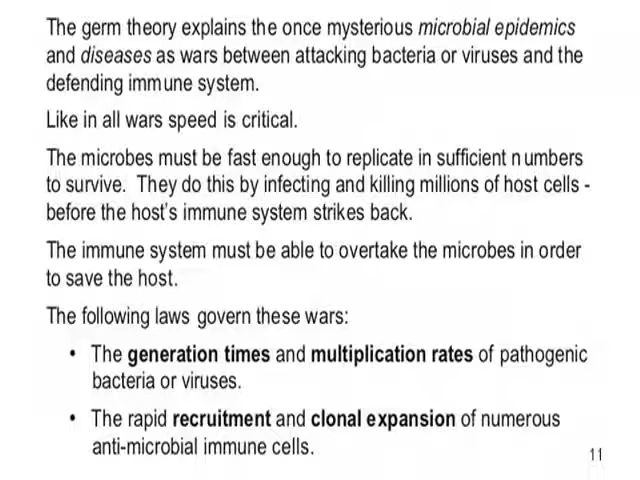 The germ theory explains the once mysterious microbial epidemics
and diseases as wars between attacking bacteria or viruses and the
defending immune system.
Like in all wars speed is critical.
The microbes must be fast enough to replicate in sufficient numbers
to survive. They do this by infecting and killing millions of host cells -
before the host's immune system strikes back.
The immune system must be able to overtake the microbes in order
to save the host.
The following laws govern these wars:
• The generation times and multiplication rates of pathogenic
bacteria or viruses.
• The rapid recruitment and clonal expansion of numerous
anti-microbial immune cells.
11